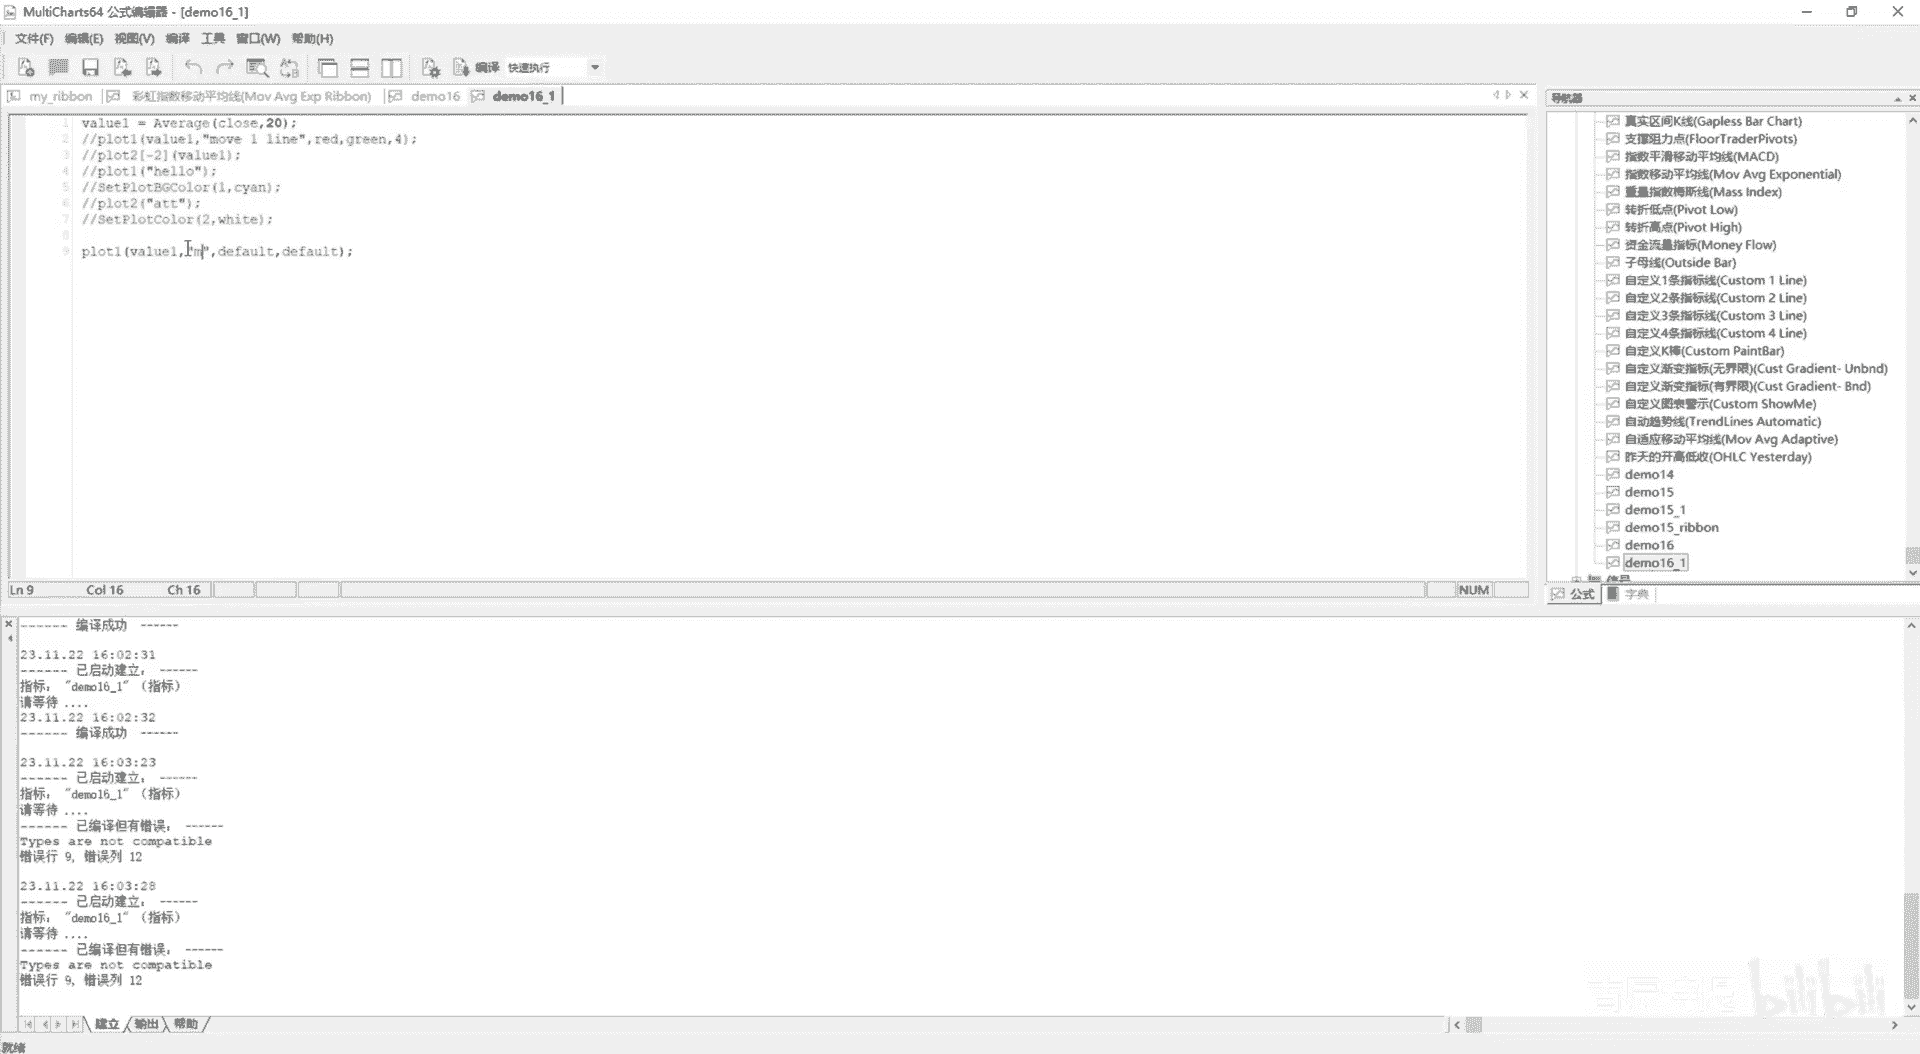 MultiCharts64 公式编辑器 - [demo16_1]
文件(F) 编辑(E) 视图(V) 编译 工具 窗口(W) 帮助(H)
编译 快速执行
my_ribbon 彩虹指数移动平均线(Mov Avg Exp Ribbon) demo16 demo16_1
1 value1 = Average(close,20);
2 //plot1(value1,"move 1 line",red,green,4);
3 //plot2[-2](value1);
4 //plot1("hello");
5 //SetPlotBGColor(1,cyan);
6 //plot2("att");
7 //SetPlotColor(2,white);
8
9 plot1(value1,"m",default,default);
Ln 9 Col 16 Ch 16 NUM
导航器
真实区间K线(Gapless Bar Chart)
支撑阻力点(FloorTraderPivots)
指数平滑移动平均线(MACD)
指数移动平均线(Mov Avg Exponential)
重量指数梅斯线(Mass Index)
转折低点(Pivot Low)
转折高点(Pivot High)
资金流量指标(Money Flow)
子母线(Outside Bar)
自定义1条指标线(Custom 1 Line)
自定义2条指标线(Custom 2 Line)
自定义3条指标线(Custom 3 Line)
自定义4条指标线(Custom 4 Line)
自定义K棒(Custom PaintBar)
自定义渐变指标(无界限)(Cust Gradient- Unbnd)
自定义渐变指标(有界限)(Cust Gradient- Bnd)
自定义图表警示(Custom ShowMe)
自动趋势线(TrendLines Automatic)
自适应移动平均线(Mov Avg Adaptive)
昨天的开高低收(OHLC Yesterday)
demo14
demo15
demo15_1
demo15_ribbon
demo16
demo16_1
信号
公式 字典
------ 编译成功 ------
23.11.22 16:02:31
------ 已启动建立: ------
指标: "demo16_1" (指标)
请等待 ....
23.11.22 16:02:32
------ 编译成功 ------
23.11.22 16:03:23
------ 已启动建立: ------
指标: "demo16_1" (指标)
请等待 ....
------ 已编译但有错误: ------
Types are not compatible
错误行 9, 错误列 12
23.11.22 16:03:28
------ 已启动建立: ------
指标: "demo16_1" (指标)
请等待 ....
------ 已编译但有错误: ------
Types are not compatible
错误行 9, 错误列 12
建立 输出 帮助
就绪
bilibili